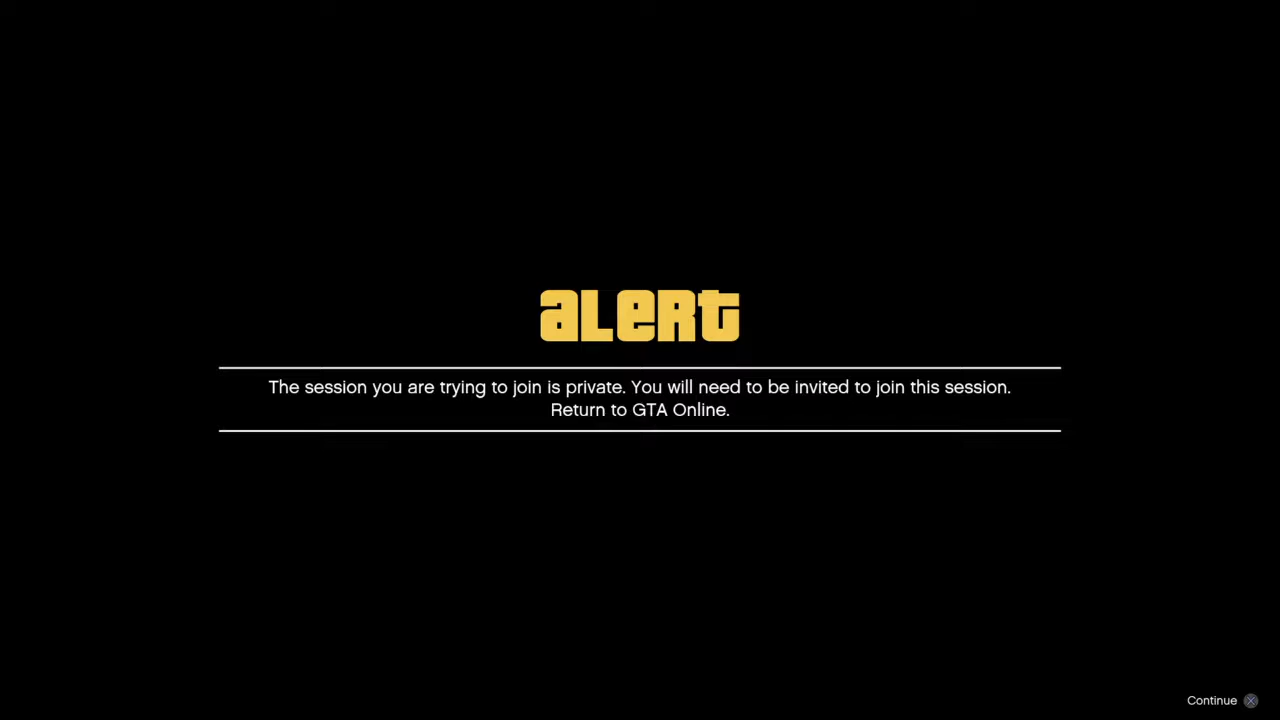 aLeRt
The session you are trying to join is private. You will need to be invited to join this session.
Return to GTA Online.
Continue